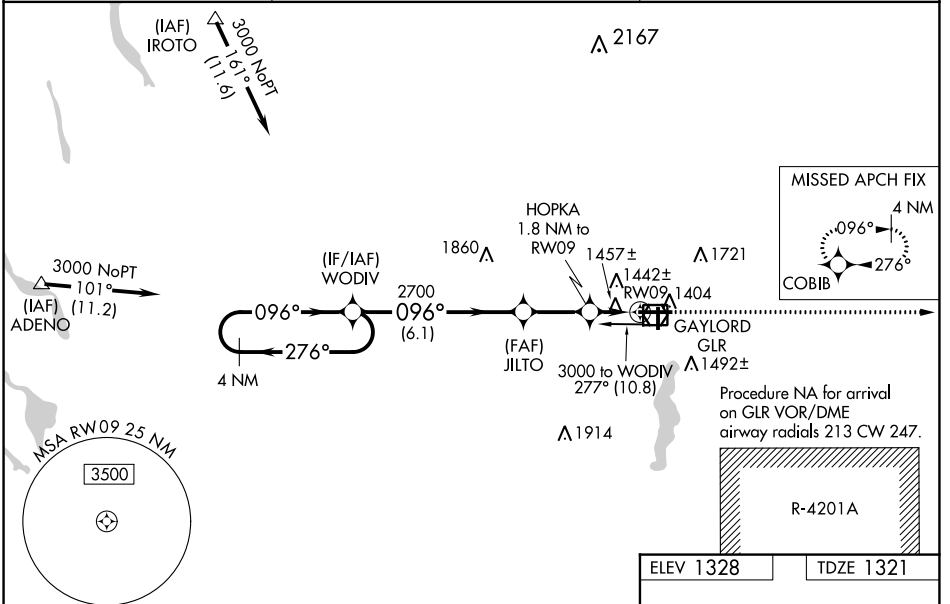 (IAF)
IROTO
3000 NoPT
161°
(11.6)
2167
MISSED APCH FIX
4 NM
096°
276°
COBIB
HOPKA
1.8 NM to
RW09
1860
1457±
1442±
1721
RW09
1404
(IF/IAF)
WODIV
3000 NoPT
101°
(11.2)
(IAF)
ADENO
096°
2700
096°
(6.1)
276°
4 NM
(FAF)
JILTO
GAYLORD
GLR
3000 to WODIV
277° (10.8)
1492±
1914
Procedure NA for arrival
on GLR VOR/DME
airway radials 213 CW 247.
MSA RW09 25 NM
3500
R-4201A
ELEV 1328
TDZE 1321